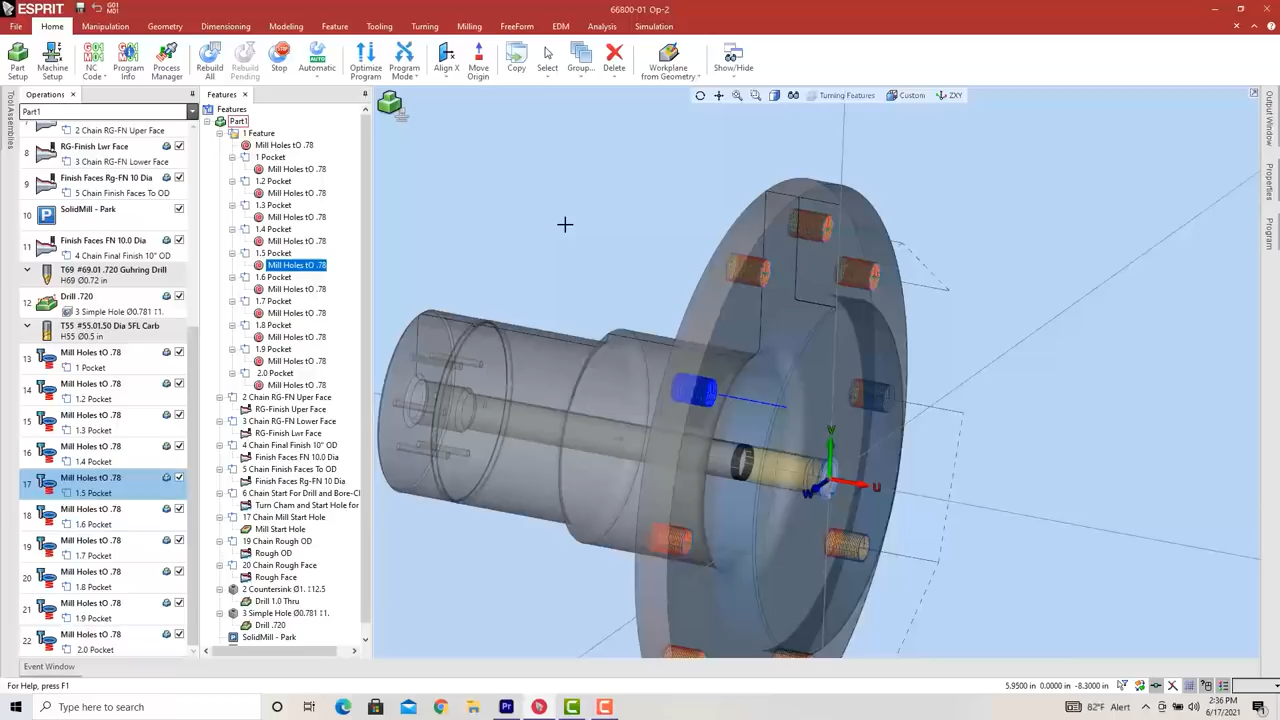 ESPRIT
G01
M01
66800-01 Op-2
File Home Manipulation Geometry Dimensioning Modeling Feature Tooling Turning Milling FreeForm EDM Analysis Simulation
Part Setup
Machine Setup
NC Code
Program Info
Process Manager
Rebuild All
Rebuild Pending
Stop
Automatic
Optimize Program
Program Mode
Align X
Move Origin
Copy
Select
Group...
Delete
Workplane from Geometry
Show/Hide
Operations
Features
Turning Features Custom ZXY
ToolAssemblies
Part1
2 Chain RG-FN Uper Face
8 RG-Finish Lwr Face
3 Chain RG-FN Lower Face
9 Finish Faces Rg-FN 10 Dia
5 Chain Finish Faces To OD
10 SolidMill - Park
11 Finish Faces FN 10.0 Dia
4 Chain Final Finish 10" OD
T69 #69.01 .720 Guhring Drill
H69 Ø0.72 in
12 Drill .720
3 Simple Hole Ø0.781 ↧1...
T55 #55.01.50 Dia 5FL Carb
H55 Ø0.5 in
13 Mill Holes tO .78
1 Pocket
14 Mill Holes tO .78
1.2 Pocket
15 Mill Holes tO .78
1.3 Pocket
16 Mill Holes tO .78
1.4 Pocket
17 Mill Holes tO .78
1.5 Pocket
18 Mill Holes tO .78
1.6 Pocket
19 Mill Holes tO .78
1.7 Pocket
20 Mill Holes tO .78
1.8 Pocket
21 Mill Holes tO .78
1.9 Pocket
22 Mill Holes tO .78
2.0 Pocket
Features
Part1
1 Feature
Mill Holes tO .78
1 Pocket
Mill Holes tO .78
1.2 Pocket
Mill Holes tO .78
1.3 Pocket
Mill Holes tO .78
1.4 Pocket
Mill Holes tO .78
1.5 Pocket
Mill Holes tO .78
1.6 Pocket
Mill Holes tO .78
1.7 Pocket
Mill Holes tO .78
1.8 Pocket
Mill Holes tO .78
1.9 Pocket
Mill Holes tO .78
2.0 Pocket
Mill Holes tO .78
2 Chain RG-FN Uper Face
RG-Finish Uper Face
3 Chain RG-FN Lower Face
RG-Finish Lwr Face
4 Chain Final Finish 10" OD
Finish Faces FN 10.0 Dia
5 Chain Finish Faces To OD
Finish Faces Rg-FN 10 Dia
6 Chain Start For Drill and Bore-Cl
Turn Cham and Start Hole for
17 Chain Mill Start Hole
Mill Start Hole
19 Chain Rough OD
Rough OD
20 Chain Rough Face
Rough Face
2 Countersink Ø1. ↧12.5
Drill 1.0 Thru
3 Simple Hole Ø0.781 ↧1.
Drill .720
SolidMill - Park
V
U
W
Output Window
Properties
Variables
Event Window
For Help, press F1
5.9500 in 0.0000 in -8.3000 in
Type here to search
82°F Alert
2:36 PM
6/17/2021